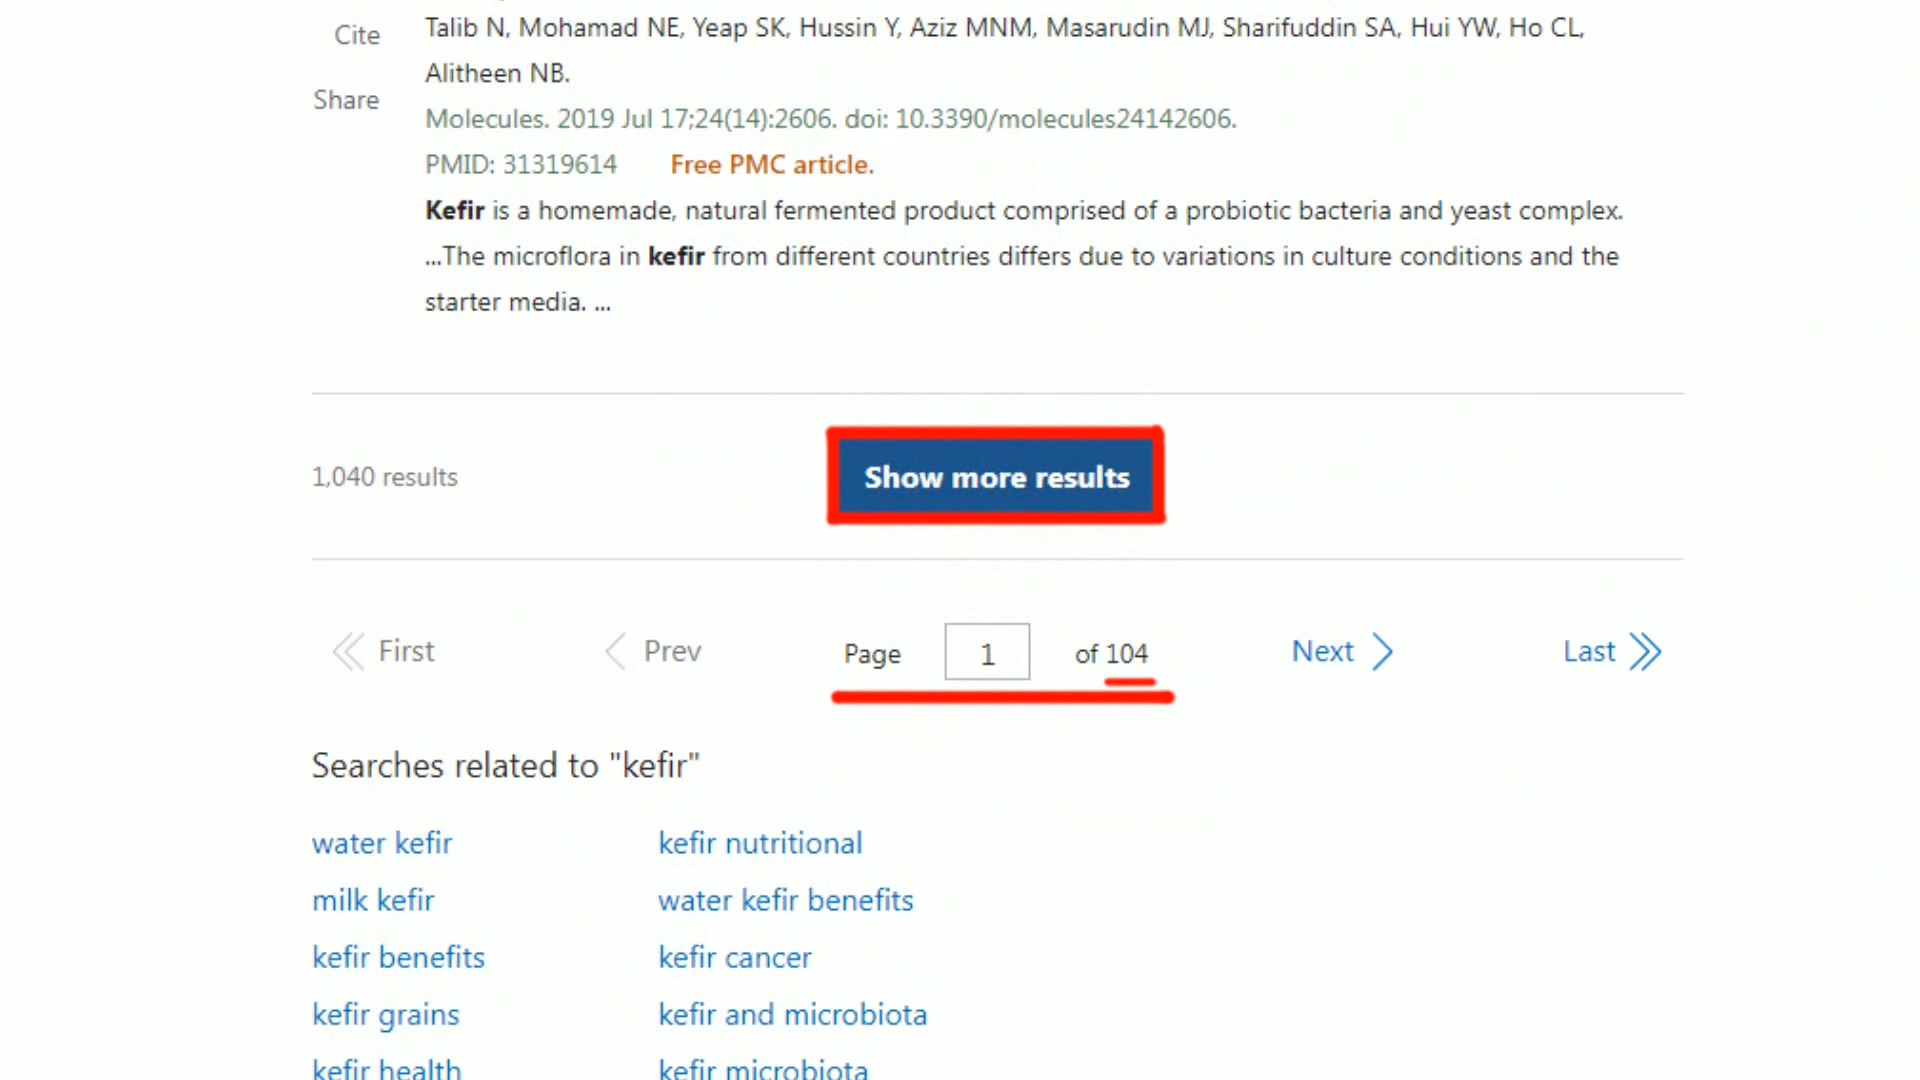 Cite
Share
Talib N, Mohamad NE, Yeap SK, Hussin Y, Aziz MNM, Masarudin MJ, Sharifuddin SA, Hui YW, Ho CL,
Alitheen NB.
Molecules. 2019 Jul 17;24(14):2606. doi: 10.3390/molecules24142606.
PMID: 31319614 Free PMC article.
Kefir is a homemade, natural fermented product comprised of a probiotic bacteria and yeast complex.
...The microflora in kefir from different countries differs due to variations in culture conditions and the
starter media. ...
1,040 results
Show more results
First Prev Page 1 of 104 Next Last
Searches related to "kefir"
water kefir
milk kefir
kefir benefits
kefir grains
kefir health
kefir nutritional
water kefir benefits
kefir cancer
kefir and microbiota
kefir microbiota